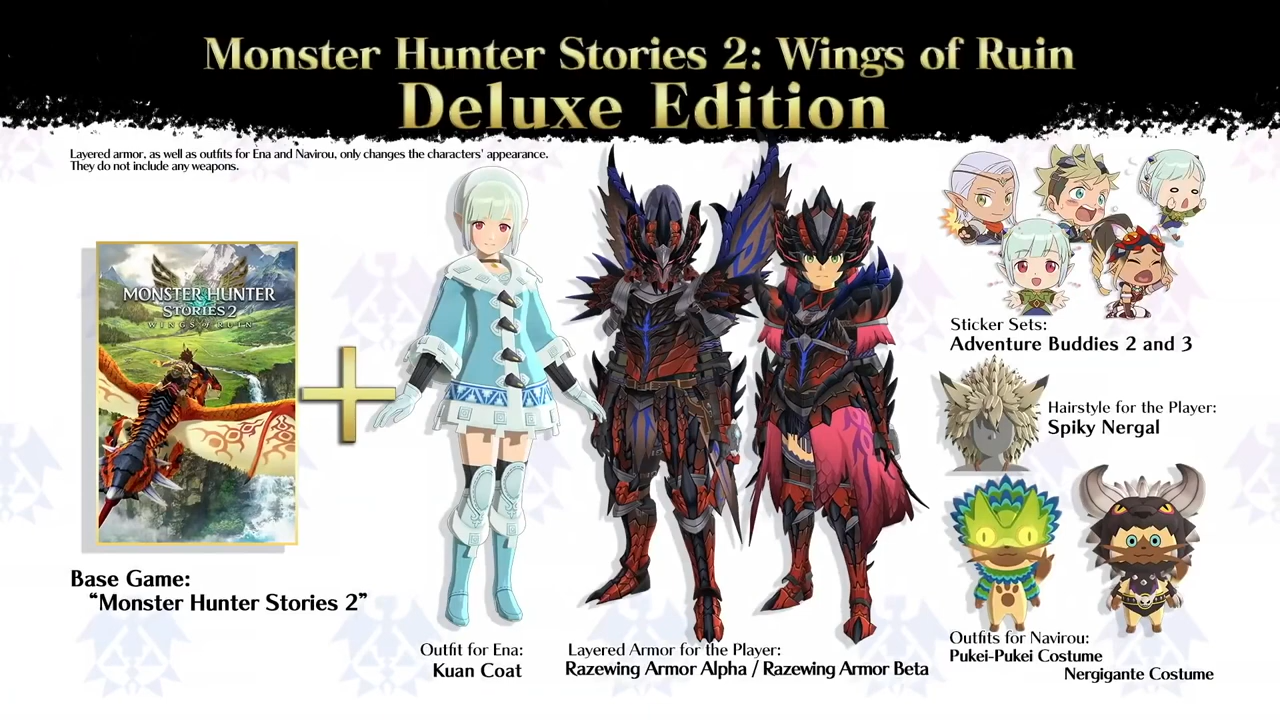 Monster Hunter Stories 2: Wings of Ruin
Deluxe Edition
Layered armor, as well as outfits for Ena and Navirou, only changes the characters' appearance.
They do not include any weapons.
MONSTER HUNTER
STORIES 2
WINGS of RUIN
Base Game:
“Monster Hunter Stories 2”
Outfit for Ena:
Kuan Coat
Layered Armor for the Player:
Razewing Armor Alpha / Razewing Armor Beta
Sticker Sets:
Adventure Buddies 2 and 3
Hairstyle for the Player:
Spiky Nergal
Outfits for Navirou:
Pukei-Pukei Costume
Nergigante Costume